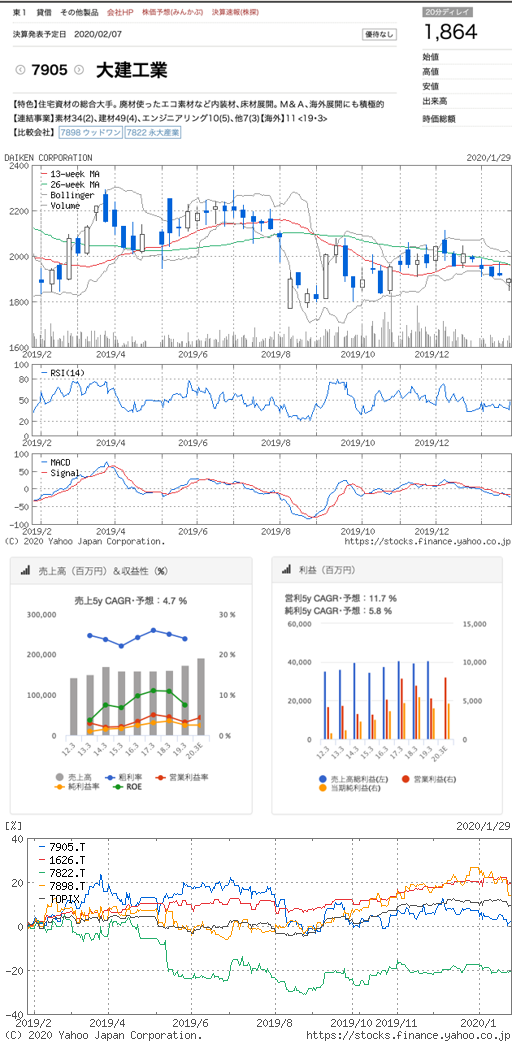 東1 貸借 その他製品 会社HP 株価予想(みんかぶ) 決算速報(株探)
20分ディレイ
決算発表予定日 2020/02/07
優待なし
1,864
7905
大建工業
始値
高値
安値
出来高
時価総額
【特色】住宅資材の総合大手。廃材使ったエコ素材など内装材、床材展開。M&A、海外展開にも積極的
【連結事業】素材34(2)、建材49(4)、エンジニアリング10(5)、他7(3)【海外】11 <19・3>
【比較会社】 7898 ウッドワン 7822 永大産業
DAIKEN CORPORATION
2020/1/29
2400
13-week MA
26-week MA
Bollinger
Volume
2200
2000
1800
1600
2019/2 2019/4 2019/6 2019/8 2019/10 2019/12
100
RSI(14)
50
0
2019/2 2019/4 2019/6 2019/8 2019/10 2019/12
100
MACD
Signal
50
0
-50
-100
2019/2 2019/4 2019/6 2019/8 2019/10 2019/12
(C) 2020 Yahoo Japan Corporation.
https://stocks.finance.yahoo.co.jp
売上高（百万円）＆収益性（%）
売上5y CAGR・予想：4.7 %
300,000 30 %
200,000 20 %
100,000 10 %
0 0 %
12.3 13.3 14.3 15.3 16.3 17.3 18.3 19.3 20.3E
売上高 粗利率 営業利益率
純利益率 ROE
利益（百万円）
営利5y CAGR・予想：11.7 %
純利5y CAGR・予想：5.8 %
60,000 15,000
40,000 10,000
20,000 5,000
0 0
12.3 13.3 14.3 15.3 16.3 17.3 18.3 19.3 20.3E
売上高総利益(左) 営業利益(右)
当期純利益(右)
[%]
2020/1/29
40
7905.T
1626.T
7822.T
7898.T
TOPIX
20
0
-20
-40
2019/2 2019/4 2019/6 2019/8 2019/10 2019/11 2020/1
(C) 2020 Yahoo Japan Corporation.
https://stocks.finance.yahoo.co.jp